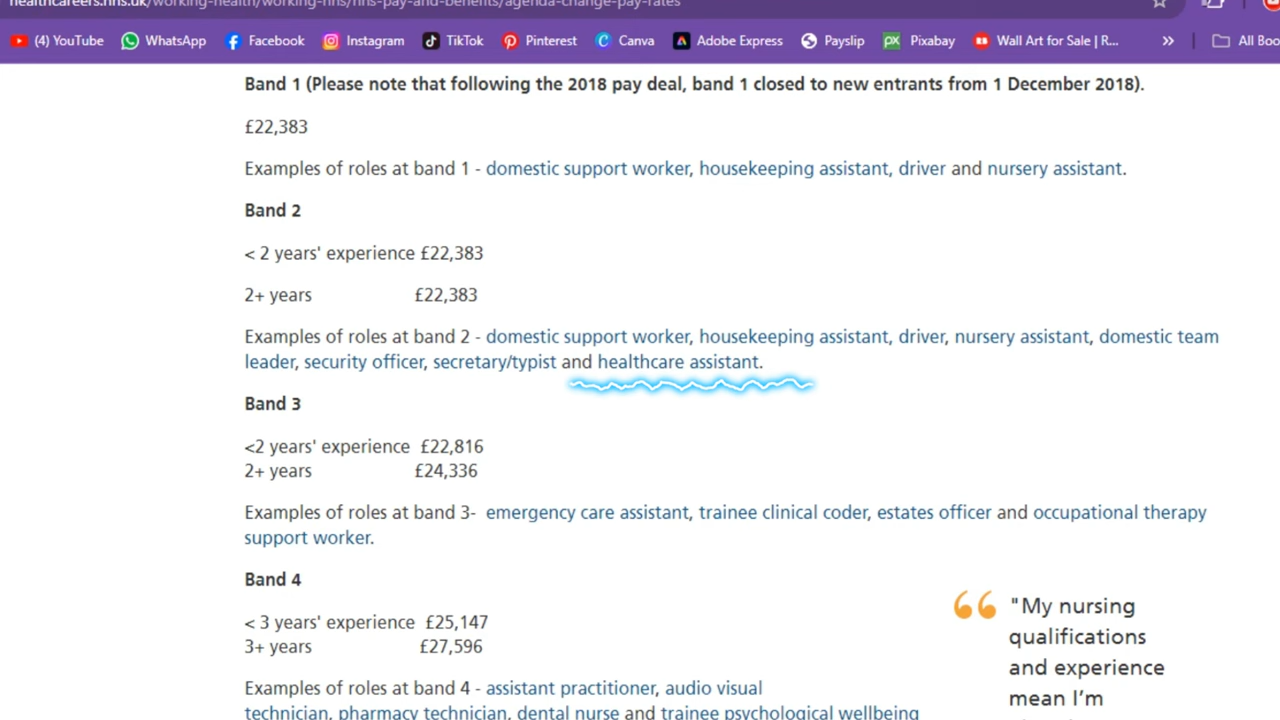 healthcareers.nhs.uk/working-health/working-nhs/nhs-pay-and-benefits/agenda-change-pay-rates
(4) YouTube WhatsApp Facebook Instagram TikTok Pinterest Canva Adobe Express Payslip Pixabay Wall Art for Sale | R... » All Boo
Band 1 (Please note that following the 2018 pay deal, band 1 closed to new entrants from 1 December 2018).
£22,383
Examples of roles at band 1 - domestic support worker, housekeeping assistant, driver and nursery assistant.
Band 2
< 2 years' experience £22,383
2+ years £22,383
Examples of roles at band 2 - domestic support worker, housekeeping assistant, driver, nursery assistant, domestic team
leader, security officer, secretary/typist and healthcare assistant.
Band 3
<2 years' experience £22,816
2+ years £24,336
Examples of roles at band 3- emergency care assistant, trainee clinical coder, estates officer and occupational therapy
support worker.
Band 4
< 3 years' experience £25,147
3+ years £27,596
Examples of roles at band 4 - assistant practitioner, audio visual
technician, pharmacy technician, dental nurse and trainee psychological wellbeing
"My nursing
qualifications
and experience
mean I'm